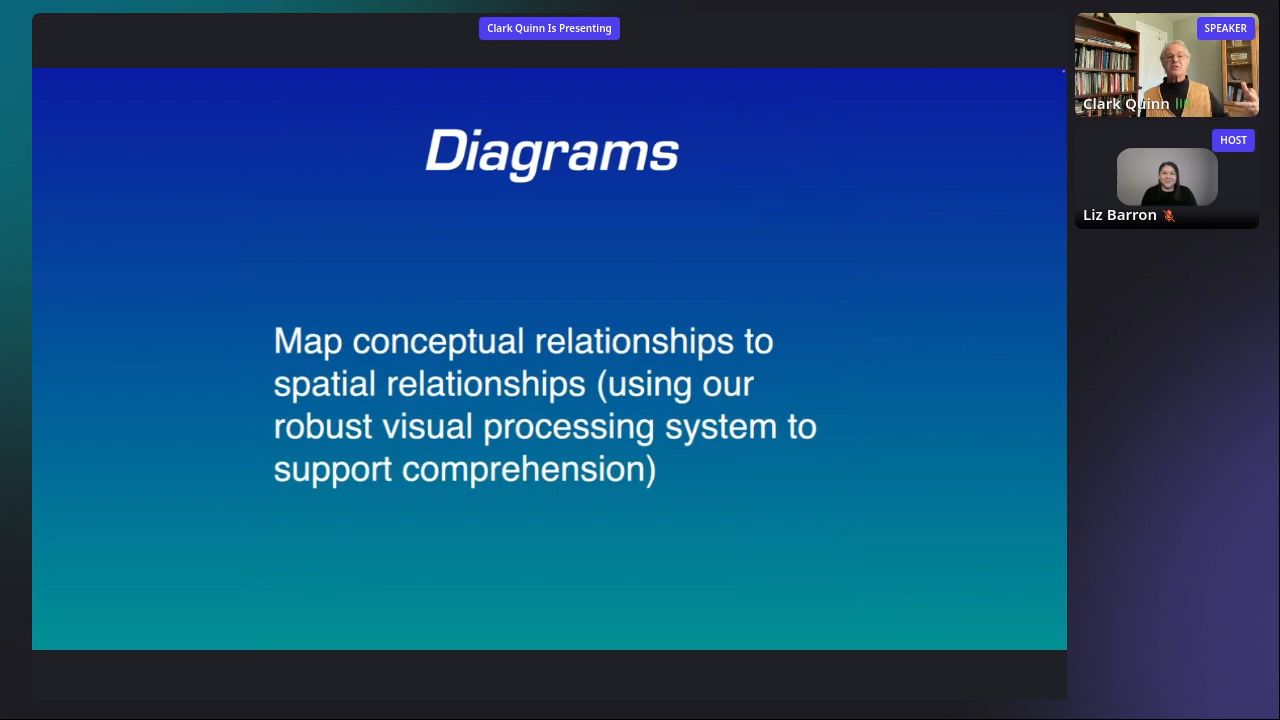 Clark Quinn Is Presenting
SPEAKER
Clark Quinn
HOST
Liz Barron
Diagrams
Map conceptual relationships to
spatial relationships (using our
robust visual processing system to
support comprehension)